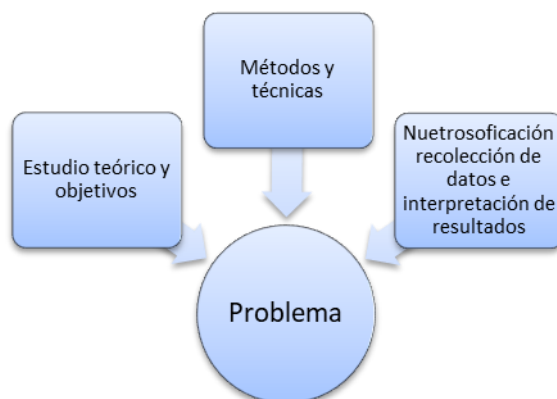 Métodos y
técnicas
Estudio teórico y
objetivos
Nuetrosoficación
recolección de
datos e
interpretación de
resultados
Problema